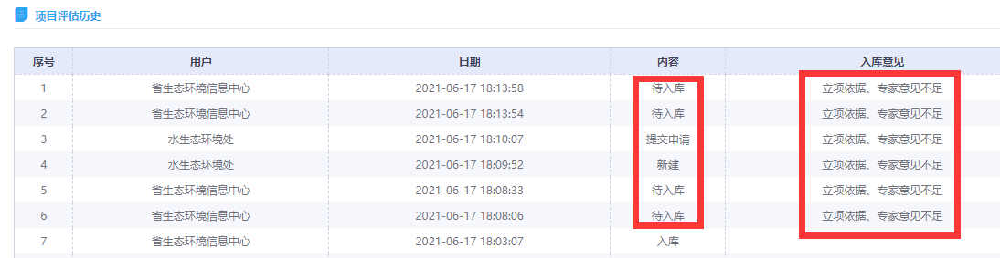 项目评估历史
序号 用户 日期 内容 入库意见
1 省生态环境信息中心 2021-06-17 18:13:58 待入库 立项依据、专家意见不足
2 省生态环境信息中心 2021-06-17 18:13:54 待入库 立项依据、专家意见不足
3 水生态环境处 2021-06-17 18:10:07 提交申请 立项依据、专家意见不足
4 水生态环境处 2021-06-17 18:09:52 新建 立项依据、专家意见不足
5 省生态环境信息中心 2021-06-17 18:08:33 待入库 立项依据、专家意见不足
6 省生态环境信息中心 2021-06-17 18:08:06 待入库 立项依据、专家意见不足
7 省生态环境信息中心 2021-06-17 18:03:07 入库